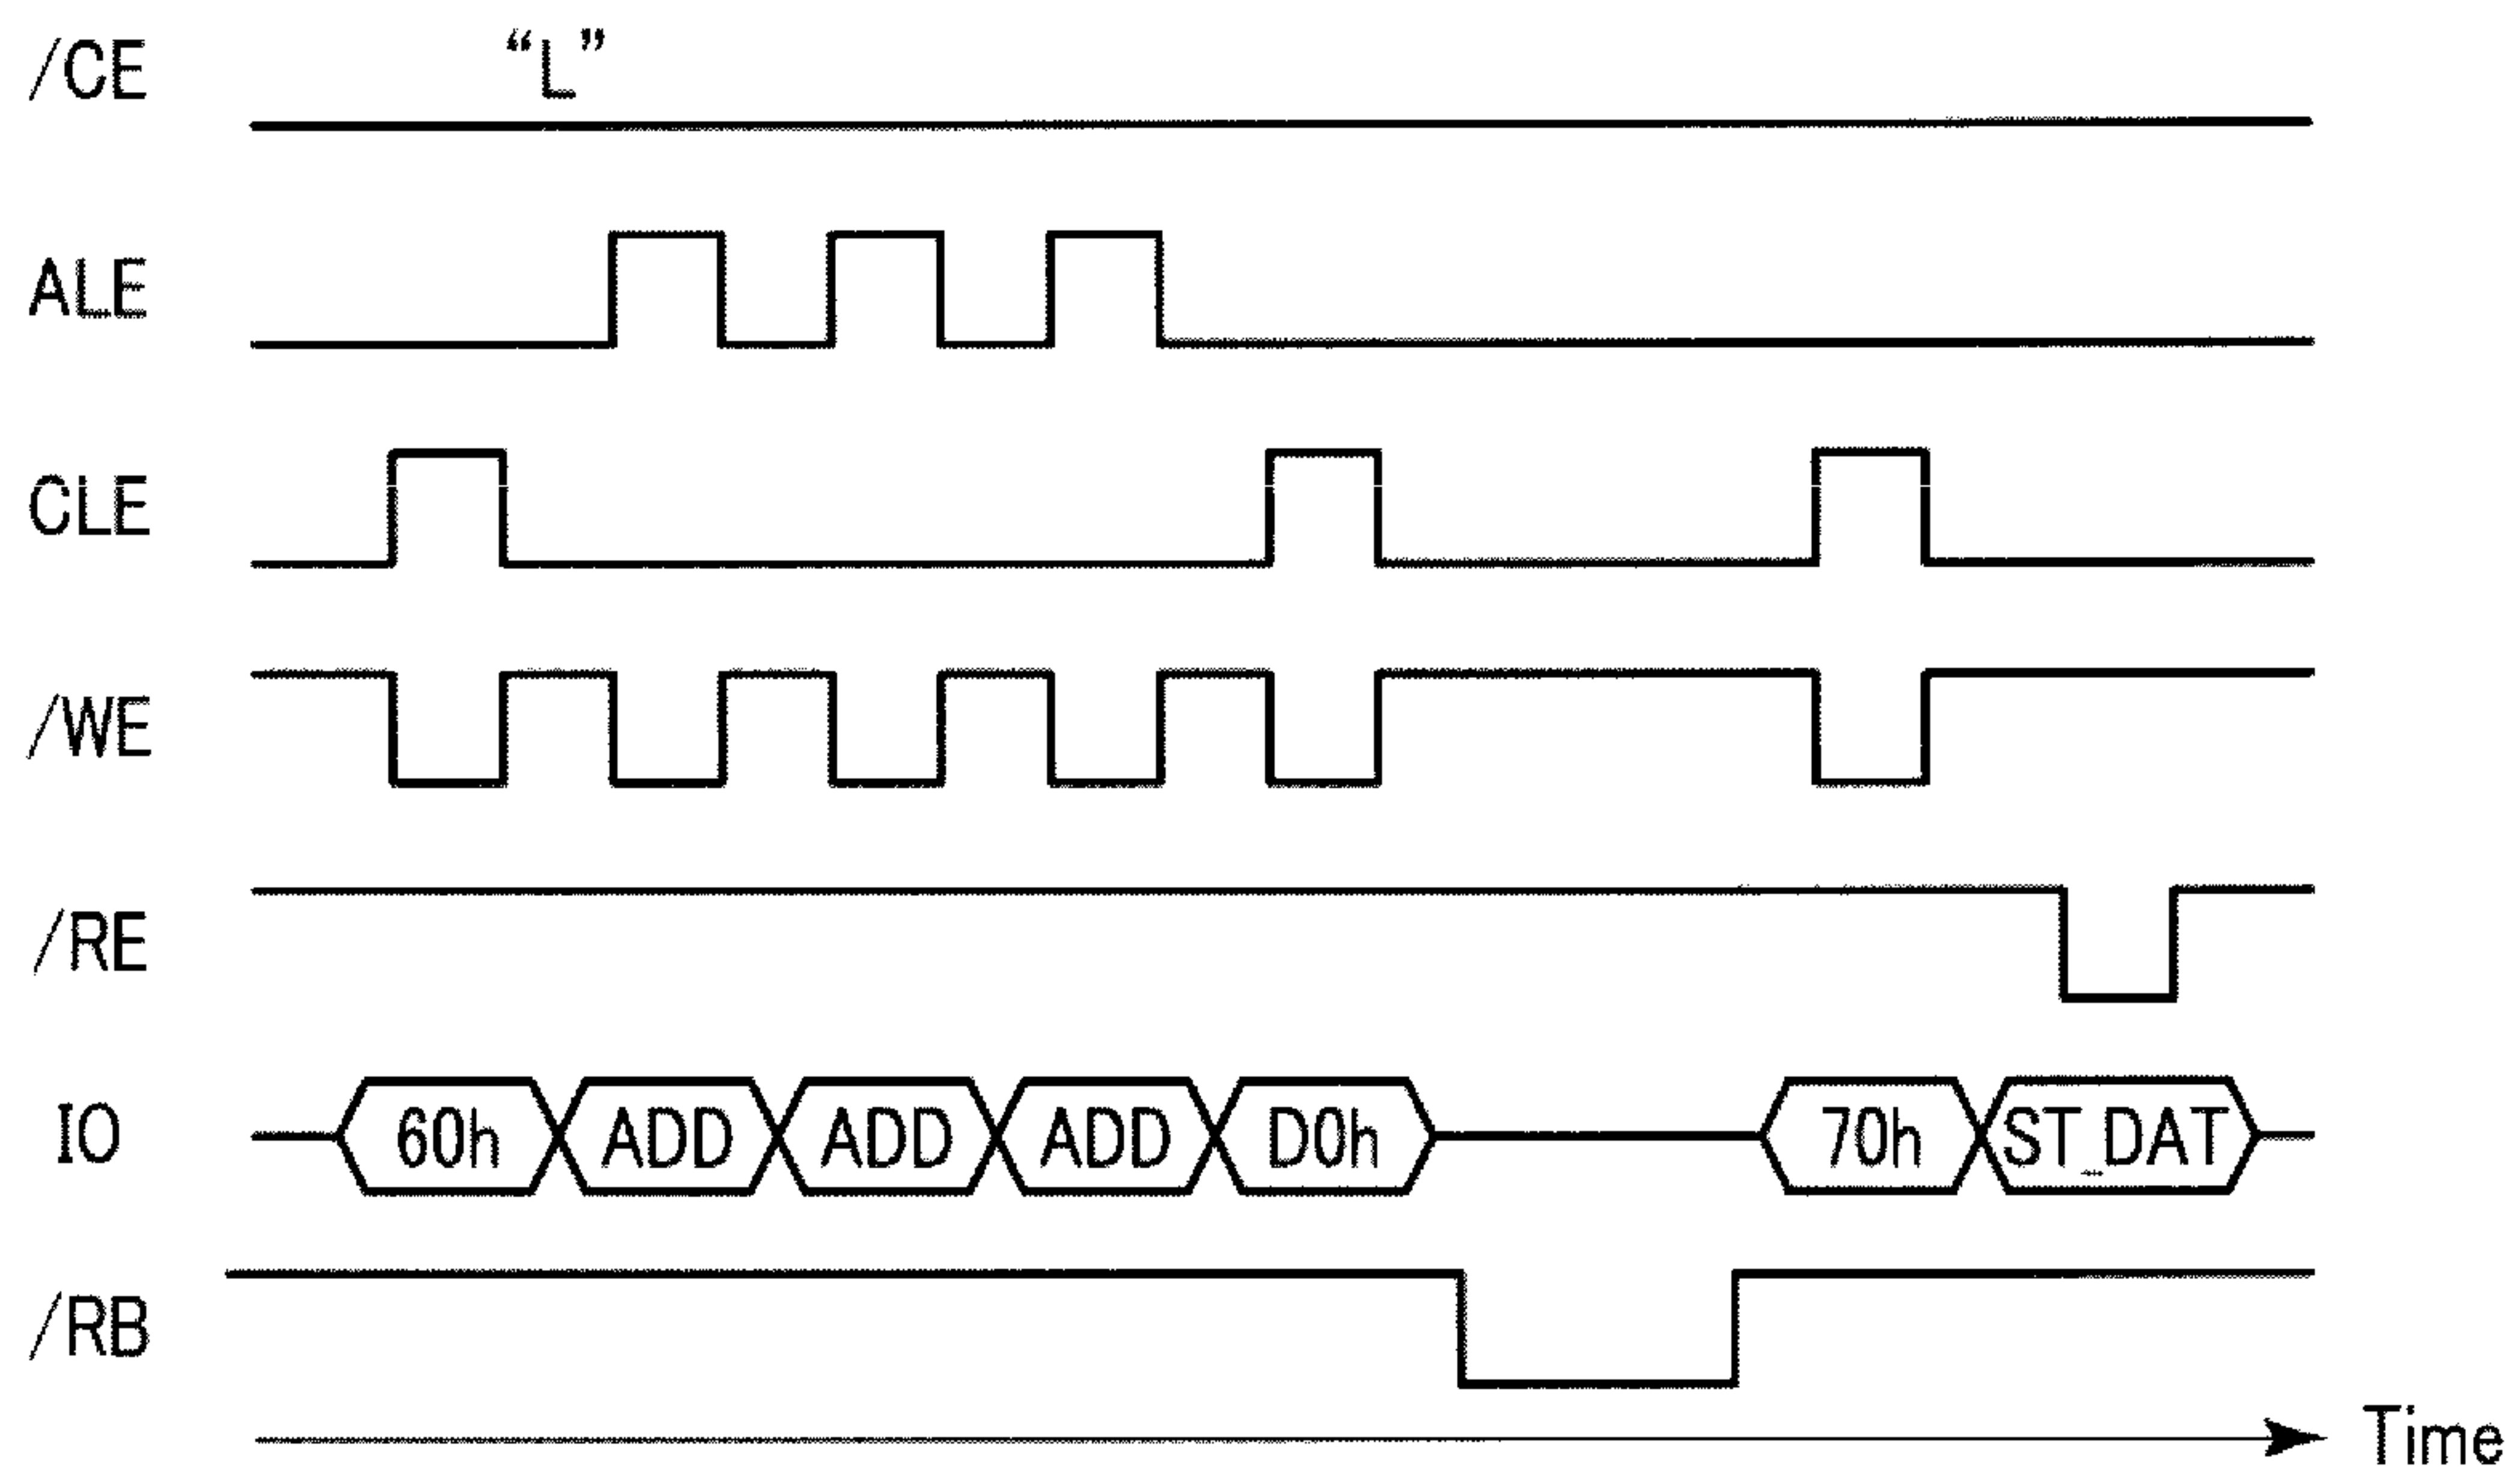 /CE “L”
ALE
CLE
/WE
/RE
IO 60h ADD ADD ADD D0h 70h ST_DAT
/RB
Time